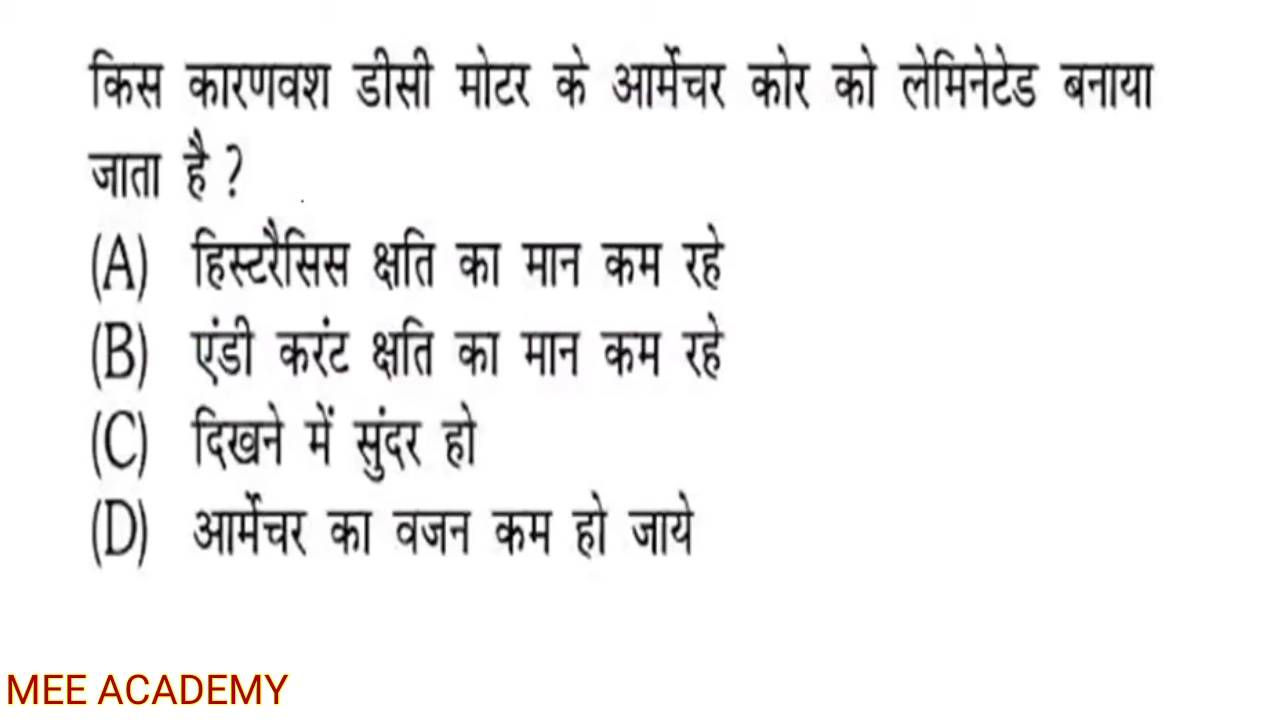 किस कारणवश डीसी मोटर के आर्मेचर कोर को लेमिनेटेड बनाया
जाता है ?
(A) हिस्टरैसिस क्षति का मान कम रहे
(B) एंडी करंट क्षति का मान कम रहे
(C) दिखने में सुंदर हो
(D) आर्मेचर का वजन कम हो जाये
MEE ACADEMY